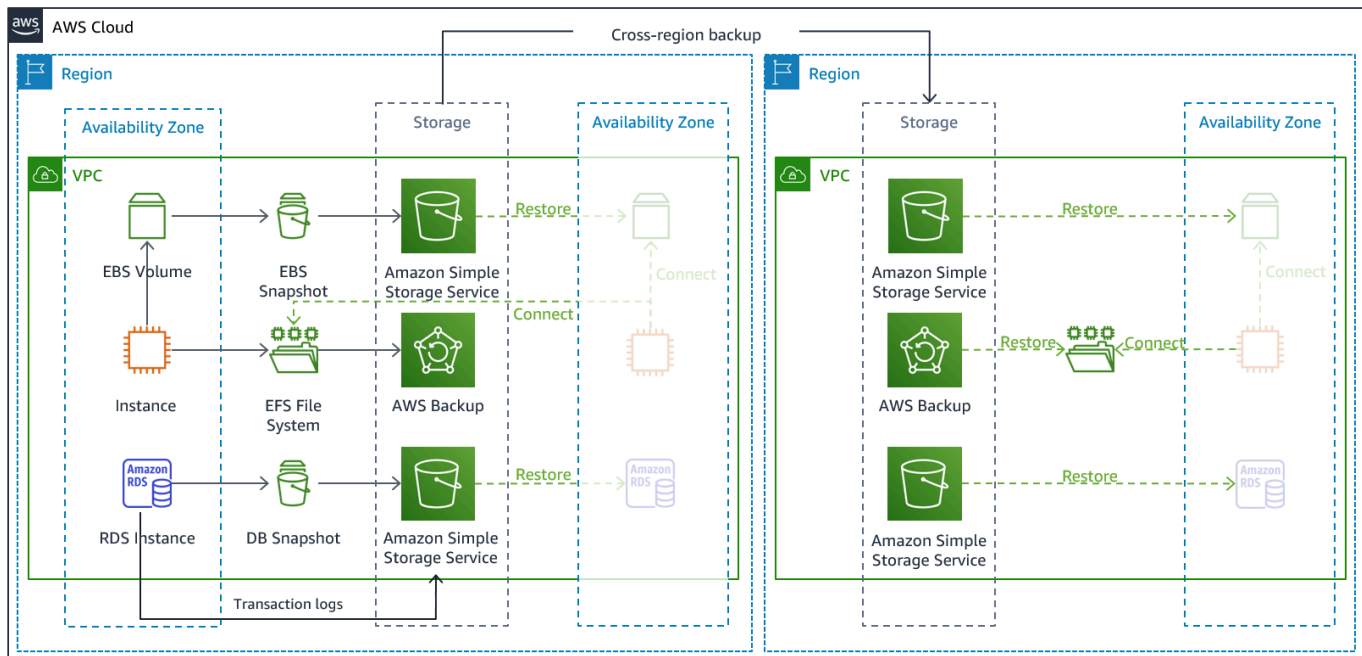 aws
AWS Cloud
Cross-region backup
Region
Availability Zone
Storage
Availability Zone
VPC
Restore
EBS Volume
EBS
Snapshot
Amazon Simple
Storage Service
Connect
Connect
Instance
EFS File
System
AWS Backup
Amazon
RDS
Restore
Amazon
RDS
RDS Instance
DB Snapshot
Amazon Simple
Storage Service
Transaction logs
Region
Storage
Availability Zone
VPC
Restore
Amazon Simple
Storage Service
Connect
Restore
Connect
AWS Backup
Restore
Amazon
RDS
Amazon Simple
Storage Service